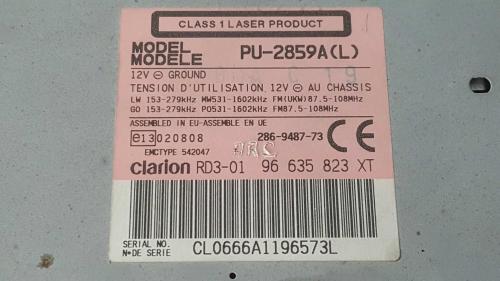 CLASS 1 LASER PRODUCT
MODEL
MODELE PU-2859A(L)
12V ⎓ GROUND
TENSION D'UTILISATION 12V ⎓ AU CHASSIS
LW 153-279kHz MW531-1602kHz FM(UKW)87.5-108MHz
GO 153-279kHz PO531-1602kHz FM87.5-108MHz
ASSEMBLED IN EU-ASSEMBLE EN UE
e13 020808 286-9487-73 CE
EMCTYPE 542047
clarion RD3-01 96 635 823 XT
SERIAL NO.
N° DE SERIE CL0666A1196573L